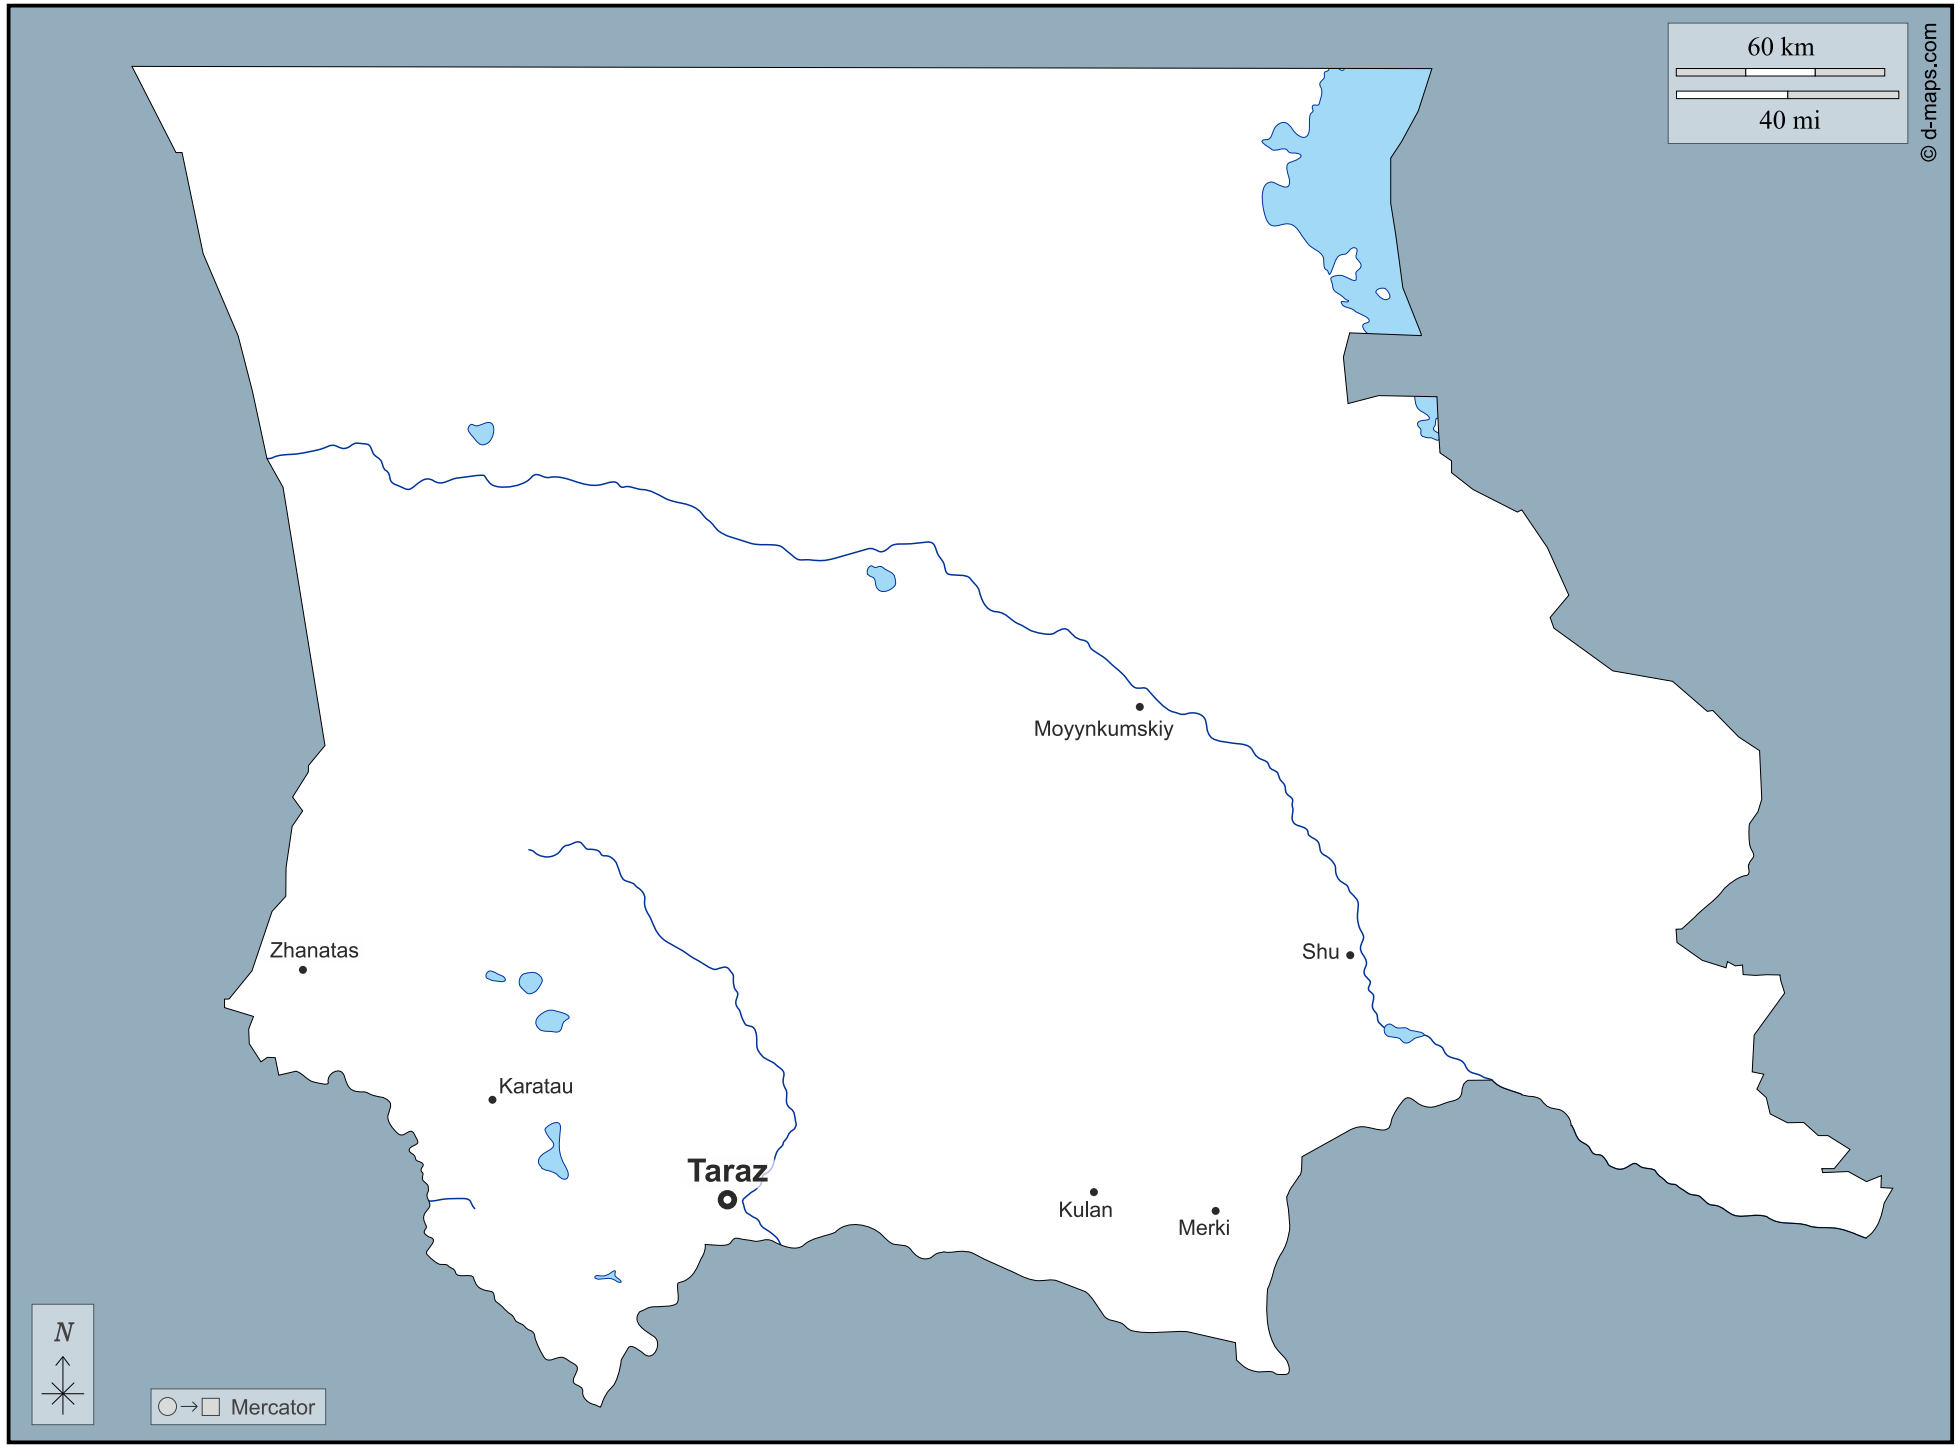 60 km
40 mi
© d-maps.com
Moyynkumskiy
Zhanatas
Shu
Karatau
Taraz
Kulan
Merki
N
Mercator